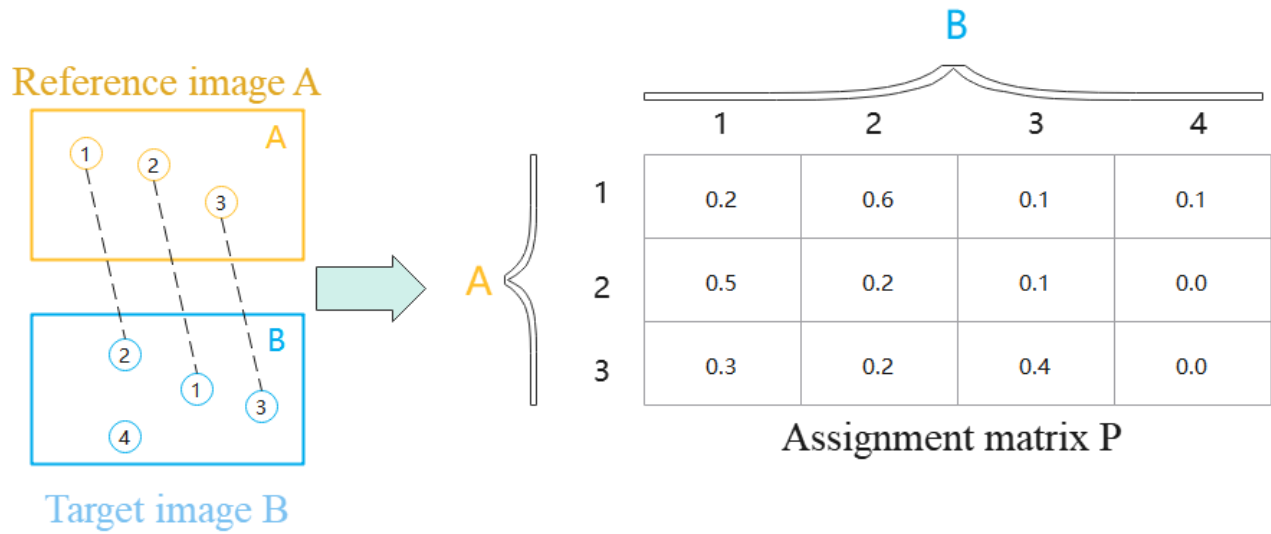 Reference image A
A
1
2
3
B
2
1
3
4
Target image B
B
1 2 3 4
A
1 0.2 0.6 0.1 0.1
2 0.5 0.2 0.1 0.0
3 0.3 0.2 0.4 0.0
Assignment matrix P